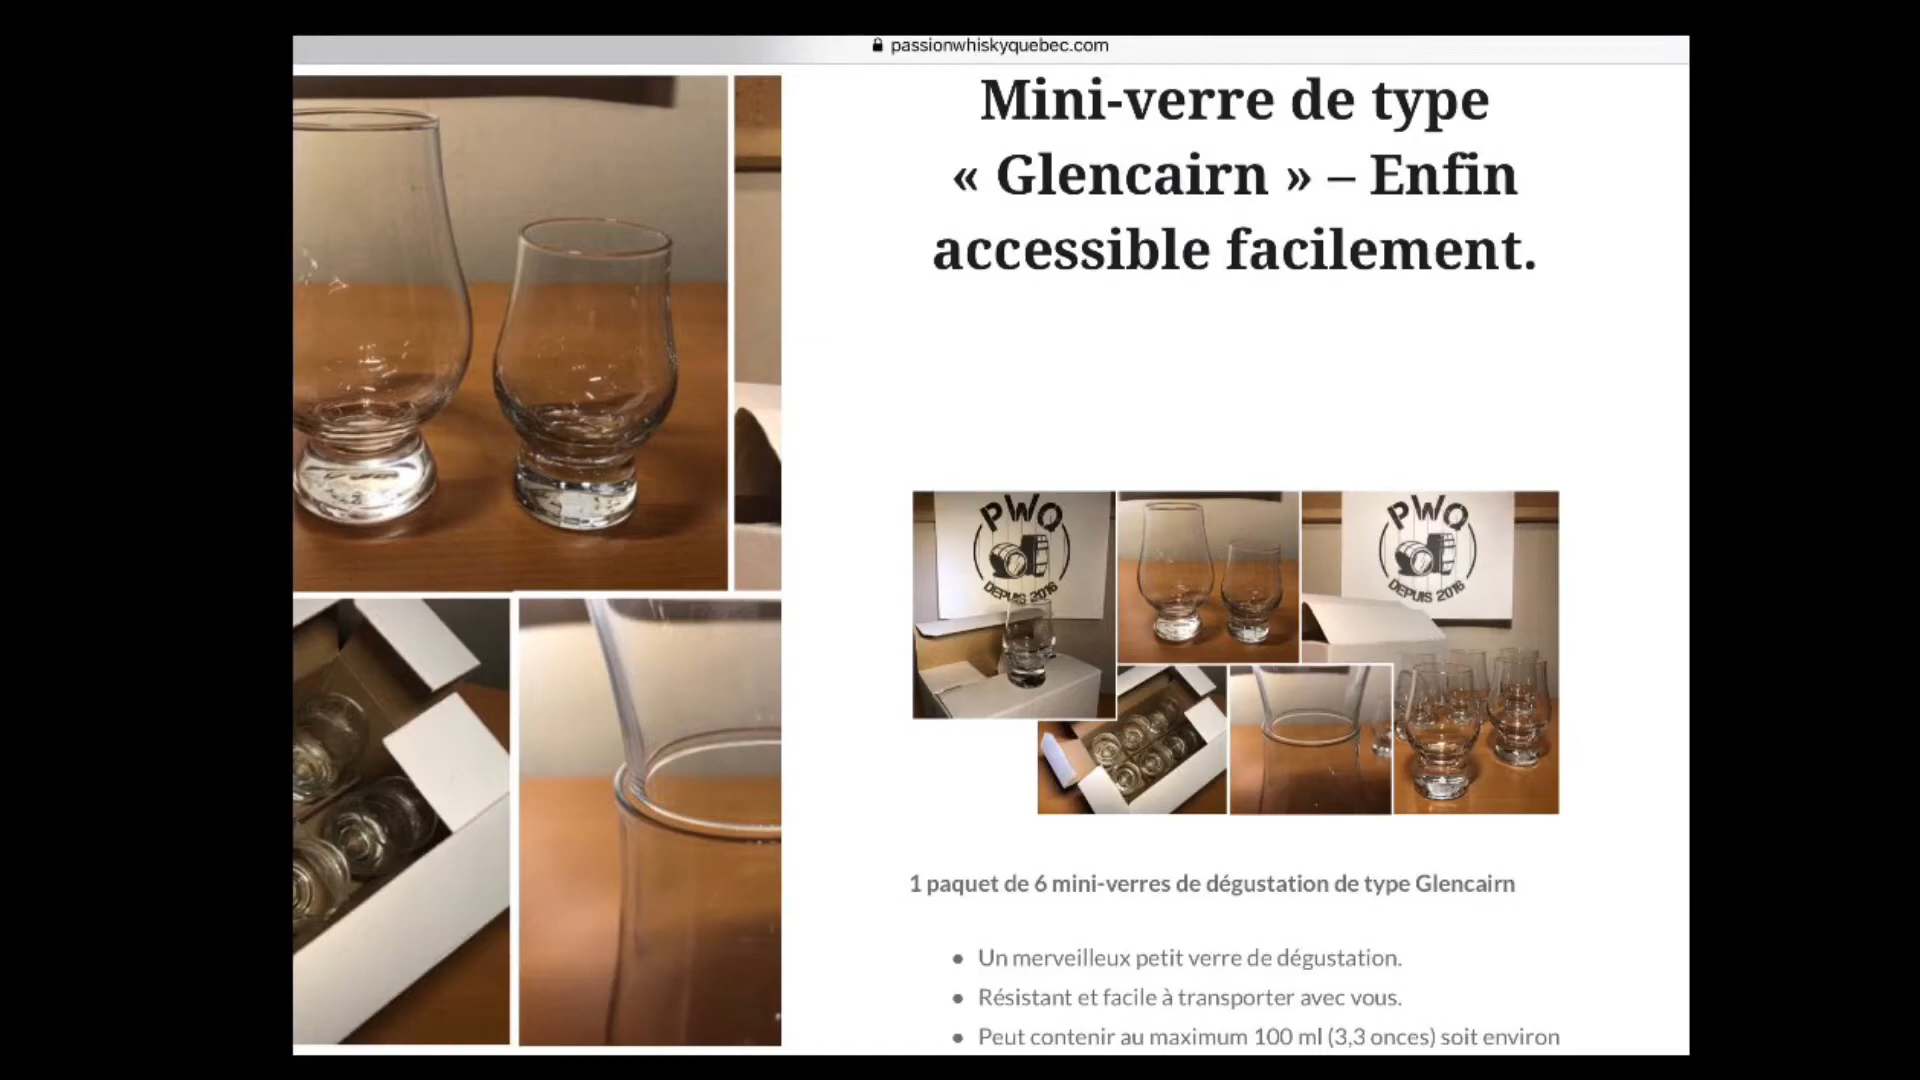 passionwhiskyquebec.com
Mini-verre de type
« Glencairn » – Enfin
accessible facilement.
PWQ
DEPUIS 2016
PWQ
DEPUIS 2016
1 paquet de 6 mini-verres de dégustation de type Glencairn
Un merveilleux petit verre de dégustation.
Résistant et facile à transporter avec vous.
Peut contenir au maximum 100 ml (3,3 onces) soit environ